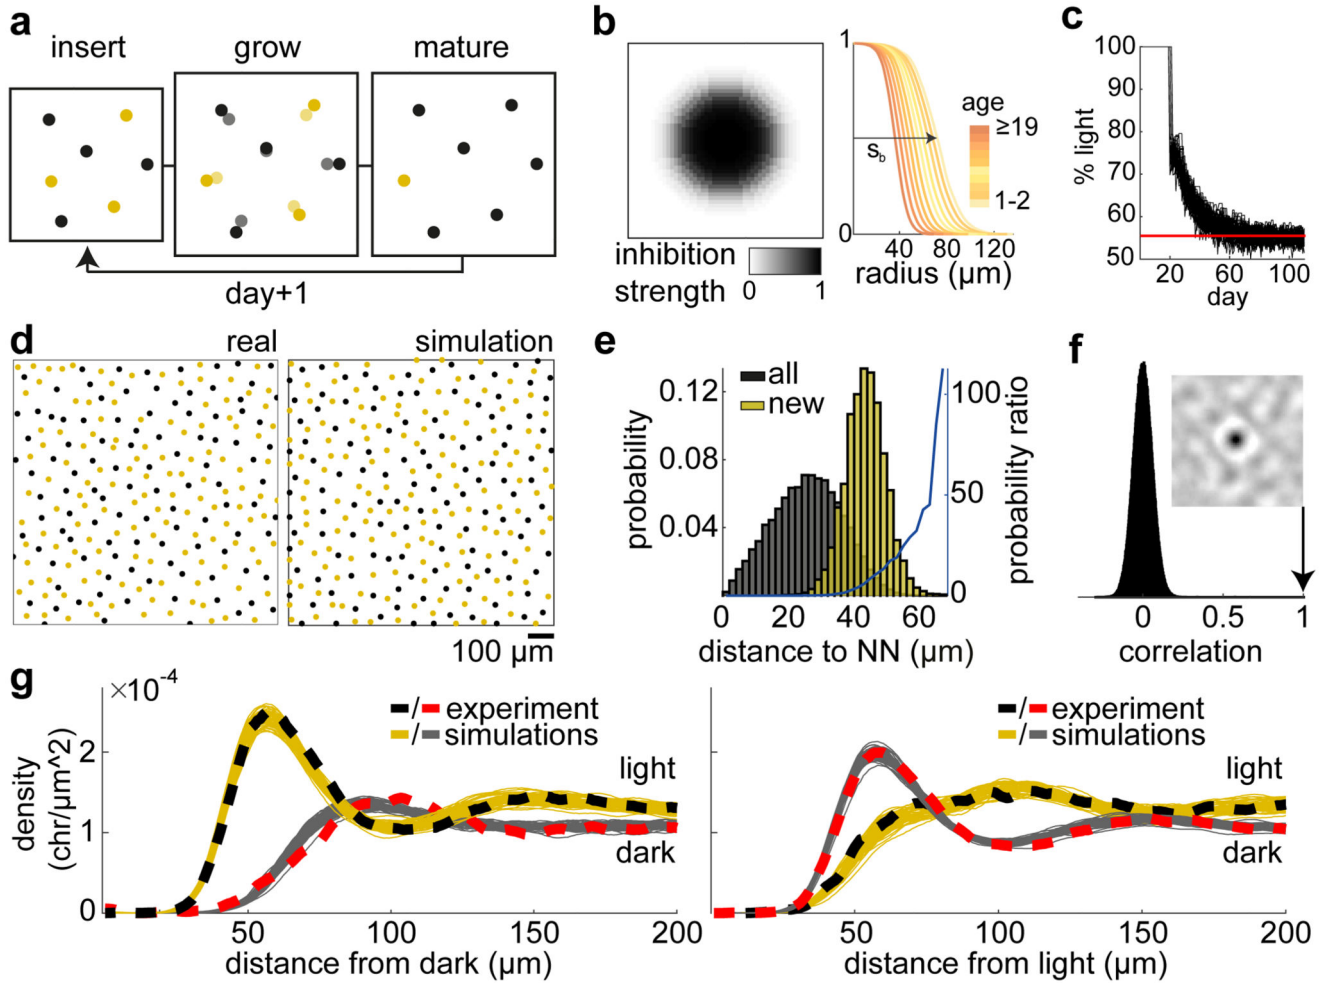 a
insert
grow
mature
day+1
b
inhibition
strength
0
1
1
0
s_b
age
≥19
1-2
40
80
120
radius (μm)
c
100
90
80
70
60
50
% light
20
60
100
day
d
real
simulation
100 μm
e
all
new
0.12
0.08
0.04
probability
100
50
0
probability ratio
0
20
40
60
distance to NN (μm)
f
0
0.5
1
correlation
g
×10^-4
2
1
0
density
(chr/μm^2)
/ experiment
/ simulations
light
dark
50
100
150
200
distance from dark (μm)
/ experiment
/ simulations
light
dark
50
100
150
200
distance from light (μm)